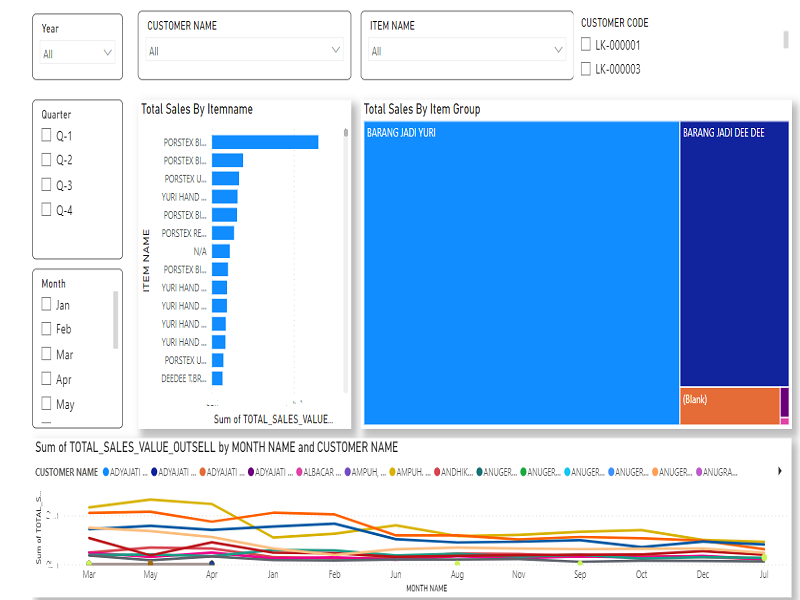 Year
All
CUSTOMER NAME
All
ITEM NAME
All
CUSTOMER CODE
LK-000001
LK-000003
Quarter
Q-1
Q-2
Q-3
Q-4
Month
Jan
Feb
Mar
Apr
May
Total Sales By Itemname
ITEM NAME
PORSTEX BI...
PORSTEX BI...
PORSTEX U...
YURI HAND ...
PORSTEX BI...
PORSTEX RE...
N/A
PORSTEX BI...
YURI HAND ...
YURI HAND ...
YURI HAND ...
YURI HAND ...
PORSTEX U...
DEEDEE T.BR...
Sum of TOTAL_SALES_VALUE...
Total Sales By Item Group
BARANG JADI YURI
BARANG JADI DEE DEE
(Blank)
Sum of TOTAL_SALES_VALUE_OUTSELL by MONTH NAME and CUSTOMER NAME
CUSTOMER NAME ADYAJATI ... ADYAJATI ... ADYAJATI ... ADYAJATI ... ALBACAR ... AMPUH, ... AMPUH, ... ANDHIK... ANUGER... ANUGER... ANUGER... ANUGER... ANUGER... ANUGRA...
Sum of TOTAL_S...
Mar May Apr Jan Feb Jun Aug Nov Sep Oct Dec Jul
MONTH NAME